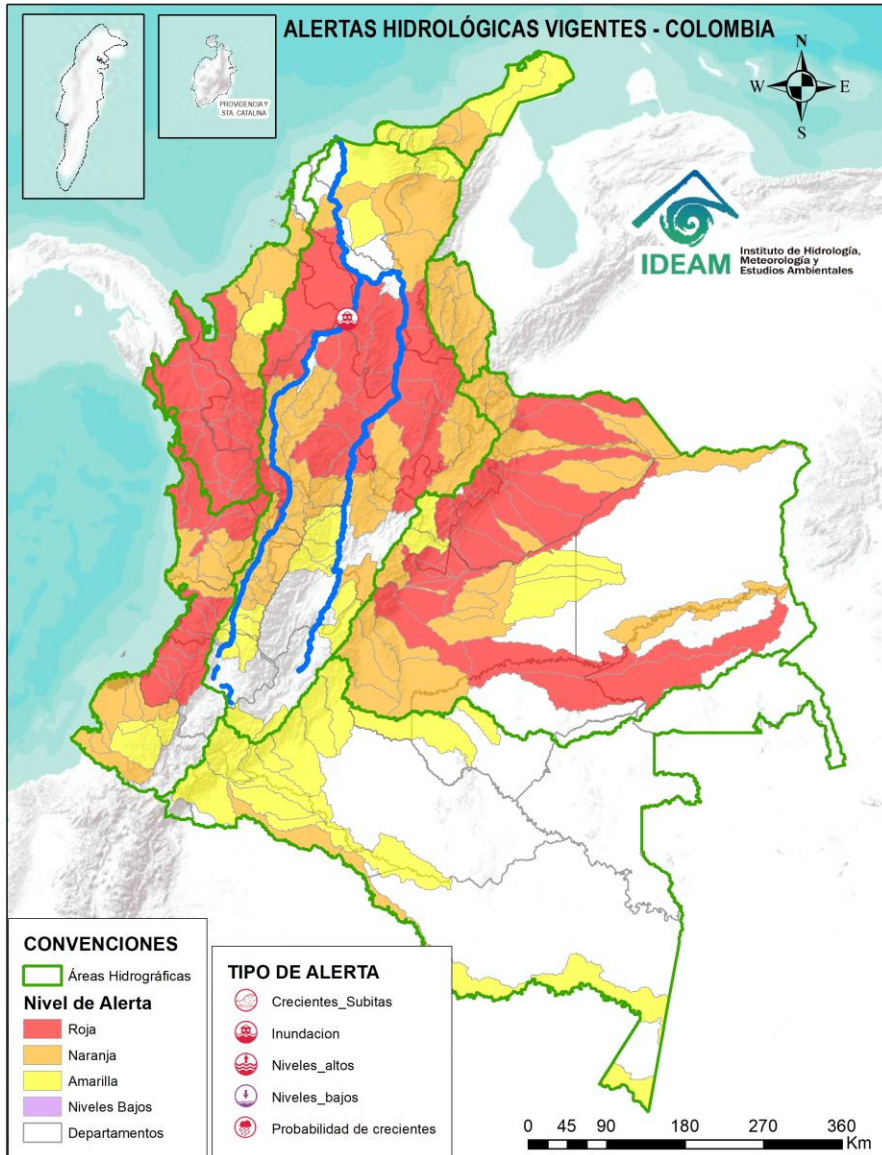 ALERTAS HIDROLÓGICAS VIGENTES - COLOMBIA
PROVIDENCIA Y
STA. CATALINA
N
W
E
S
IDEAM
Instituto de Hidrología,
Meteorología y
Estudios Ambientales
CONVENCIONES
Áreas Hidrográficas
Nivel de Alerta
Roja
Naranja
Amarilla
Niveles Bajos
Departamentos
TIPO DE ALERTA
Crecientes_Subitas
Inundacion
Niveles_altos
Niveles_bajos
Probabilidad de crecientes
0 45 90 180 270 360
Km